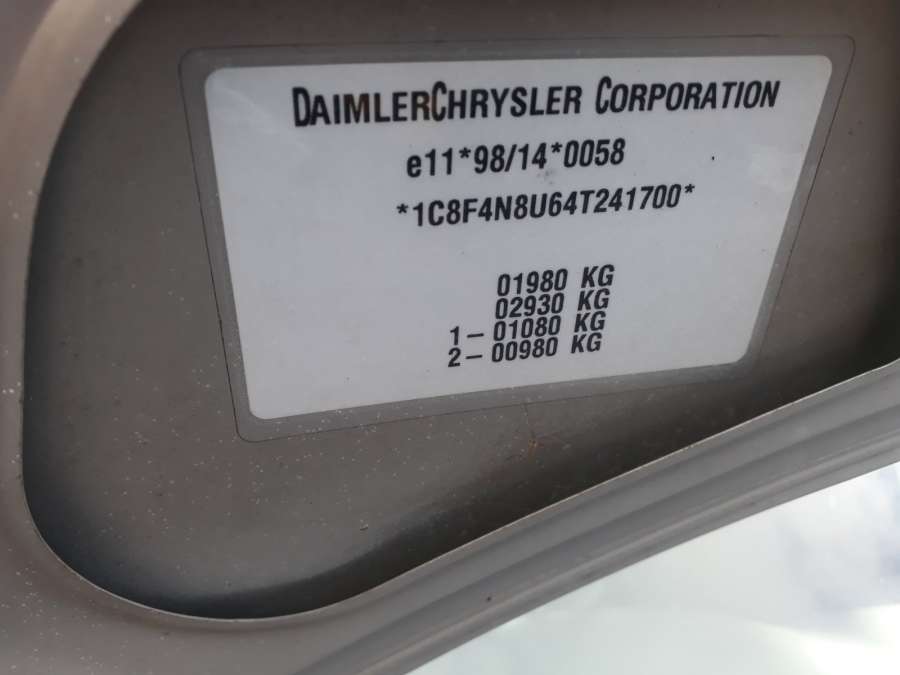 DAIMLERCHRYSLER CORPORATION
e11*98/14*0058
*1C8F4N8U64T241700*
01980 KG
02930 KG
1-01080 KG
2-00980 KG